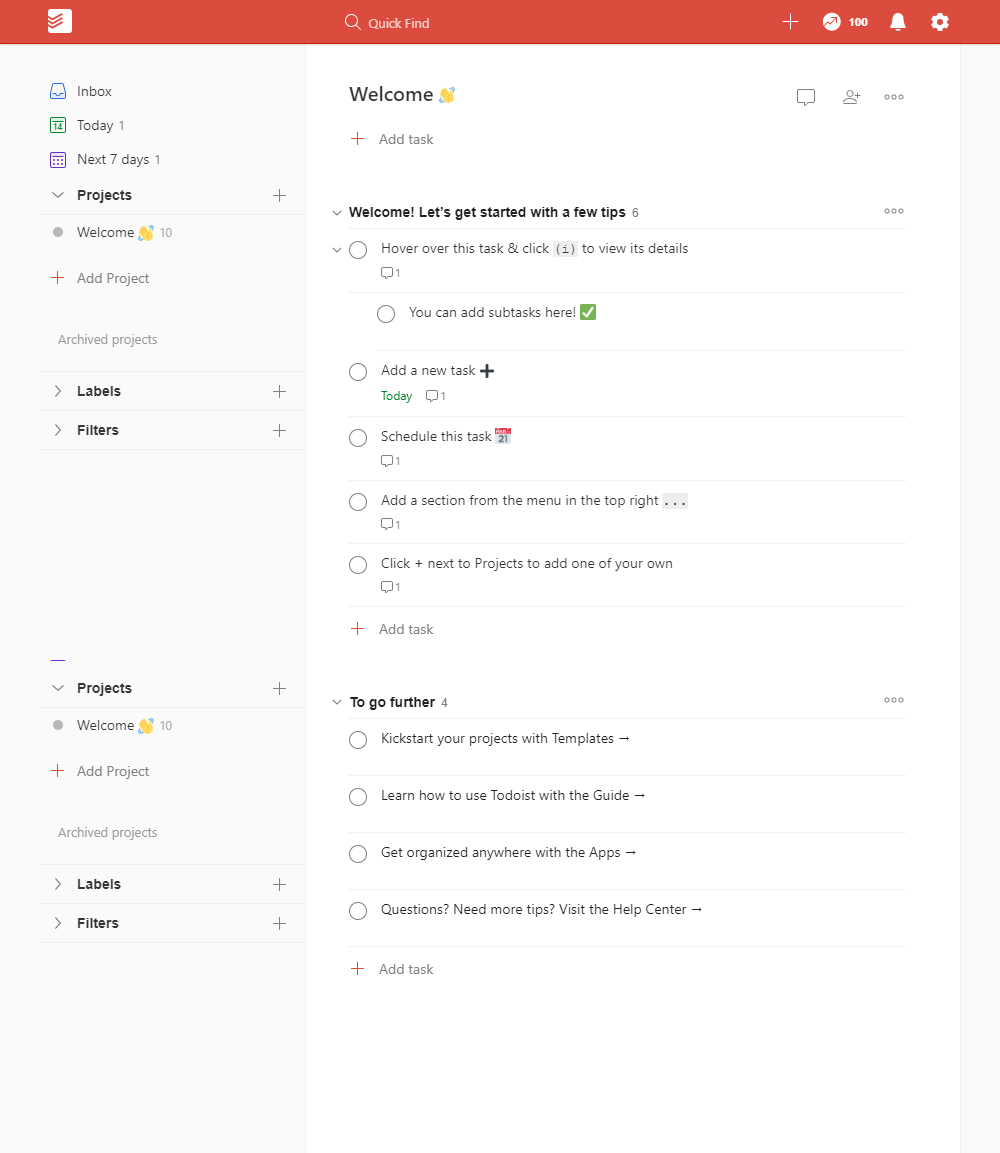 Quick Find
100
Inbox
14 Today 1
Next 7 days 1
Projects
Welcome 👋 10
Add Project
Archived projects
Labels
Filters
Projects
Welcome 👋 10
Add Project
Archived projects
Labels
Filters
Welcome 👋
Add task
Welcome! Let’s get started with a few tips 6
Hover over this task & click (i) to view its details
1
You can add subtasks here! ✅
Add a new task ➕
Today 1
Schedule this task 📅
1
Add a section from the menu in the top right ...
1
Click + next to Projects to add one of your own
1
Add task
To go further 4
Kickstart your projects with Templates →
Learn how to use Todoist with the Guide →
Get organized anywhere with the Apps →
Questions? Need more tips? Visit the Help Center →
Add task